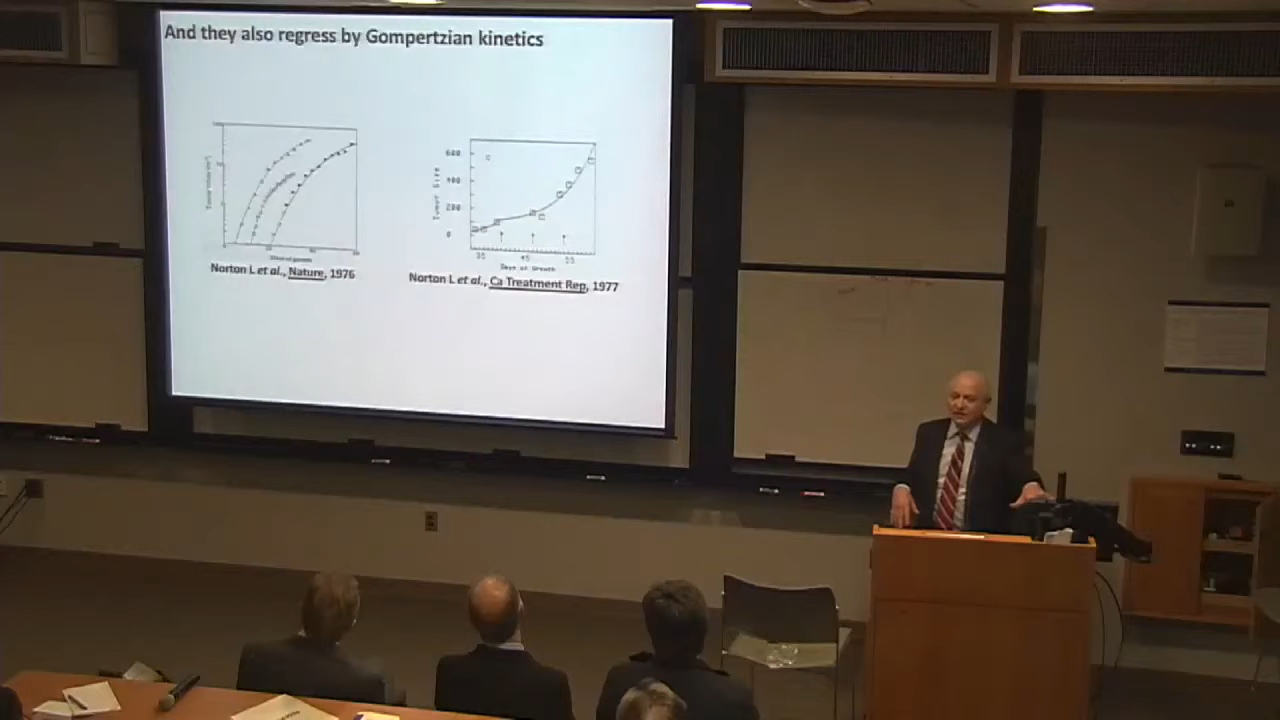 And they also regress by Gompertzian kinetics
600
400
200
0
Tumor Size
35
45
55
Days of Growth
Norton L et al., Nature, 1976
Norton L et al., Ca Treatment Rep, 1977